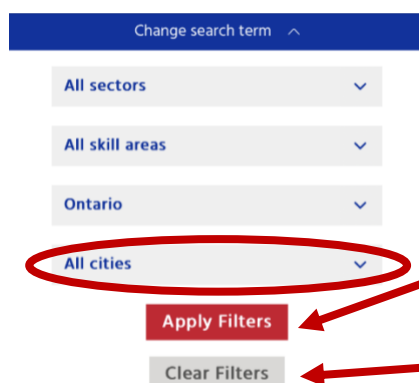 Change search term
All sectors
All skill areas
Ontario
All cities
Apply Filters
Clear Filters